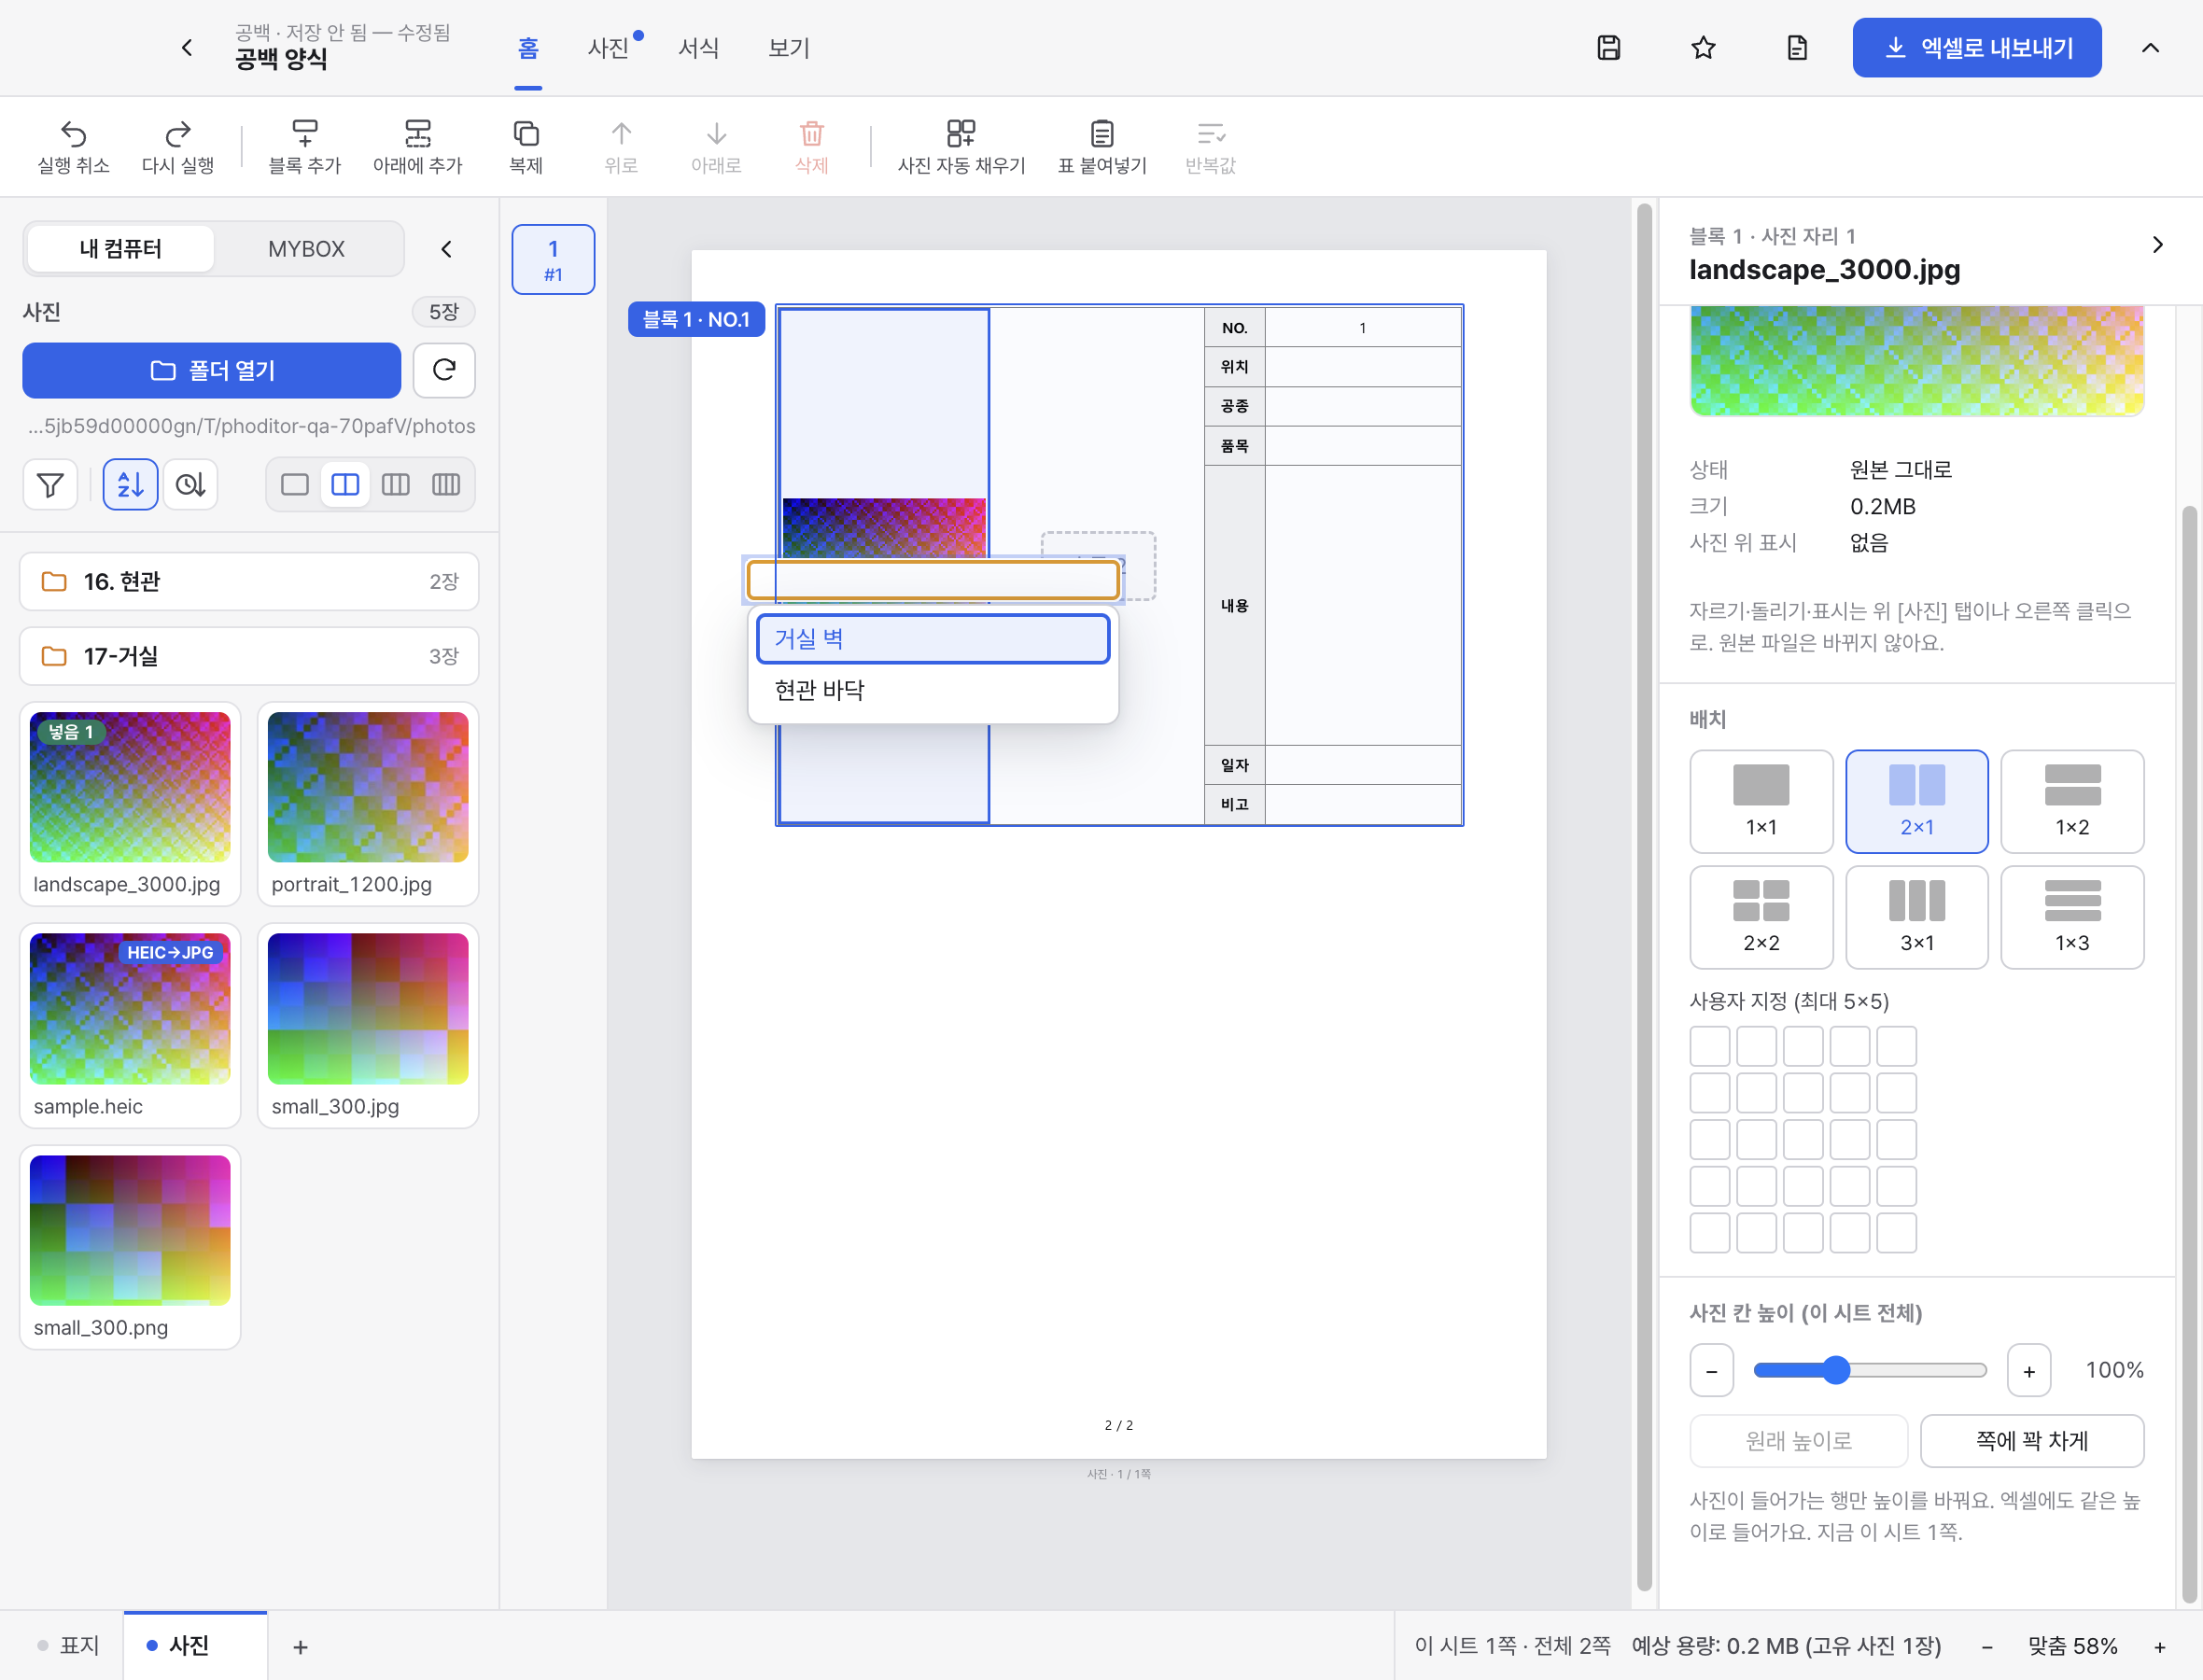 공백 · 저장 안 됨 — 수정됨
공백 양식
홈
사진
서식
보기
엑셀로 내보내기
실행 취소
다시 실행
블록 추가
아래에 추가
복제
위로
아래로
삭제
사진 자동 채우기
표 붙여넣기
반복값
내 컴퓨터
MYBOX
사진
5장
폴더 열기
...5jb59d00000gn/T/phoditor-qa-70pafV/photos
16. 현관
2장
17-거실
3장
넣음 1
landscape_3000.jpg
portrait_1200.jpg
HEIC→JPG
sample.heic
small_300.jpg
small_300.png
1
#1
블록 1 · NO.1
NO.
1
위치
공종
품목
내용
일자
비고
거실 벽
현관 바닥
2 / 2
사진 · 1 / 1쪽
블록 1 · 사진 자리 1
landscape_3000.jpg
상태
원본 그대로
크기
0.2MB
사진 위 표시
없음
자르기·돌리기·표시는 위 [사진] 탭이나 오른쪽 클릭으
로. 원본 파일은 바뀌지 않아요.
배치
1×1
2×1
1×2
2×2
3×1
1×3
사용자 지정 (최대 5×5)
사진 칸 높이 (이 시트 전체)
−
+
100%
원래 높이로
쪽에 꽉 차게
사진이 들어가는 행만 높이를 바꿔요. 엑셀에도 같은 높
이로 들어가요. 지금 이 시트 1쪽.
표지
사진
+
이 시트 1쪽 · 전체 2쪽
예상 용량: 0.2 MB (고유 사진 1장)
−
맞춤 58%
+